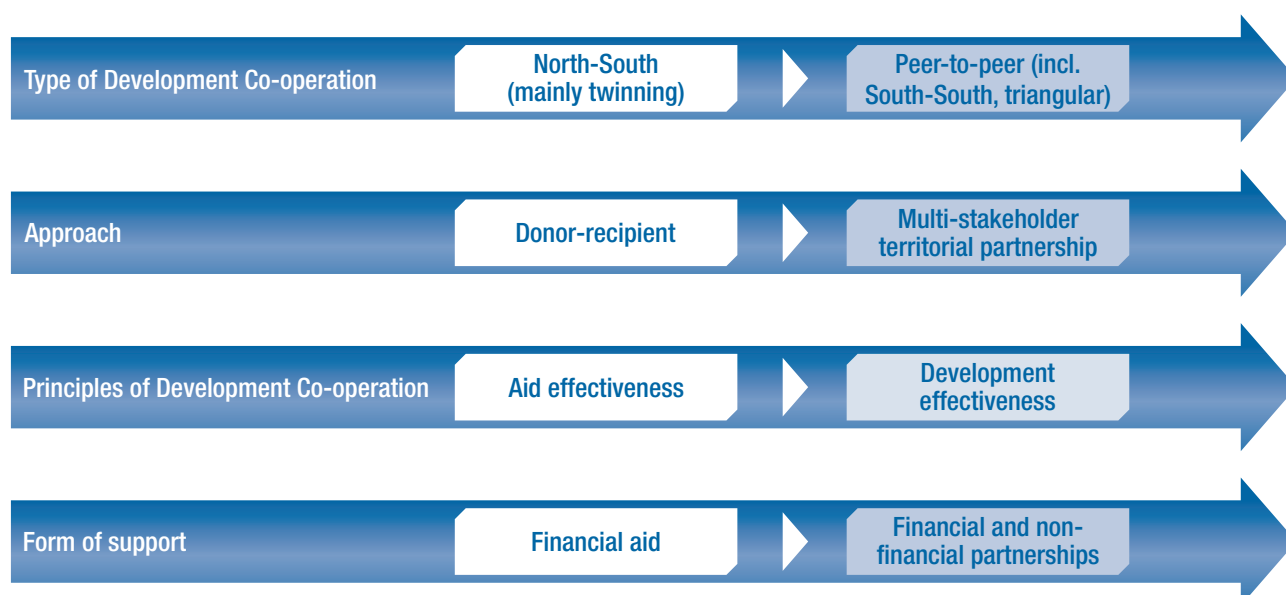 Type of Development Co-operation
North-South
(mainly twinning)
Peer-to-peer (incl.
South-South, triangular)
Approach
Donor-recipient
Multi-stakeholder
territorial partnership
Principles of Development Co-operation
Aid effectiveness
Development
effectiveness
Form of support
Financial aid
Financial and non-
financial partnerships